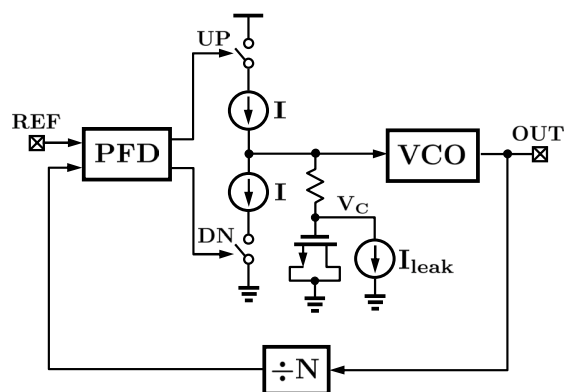 UP
I
REF
PFD
VCO
OUT
I
V_C
DN
I_leak
÷N